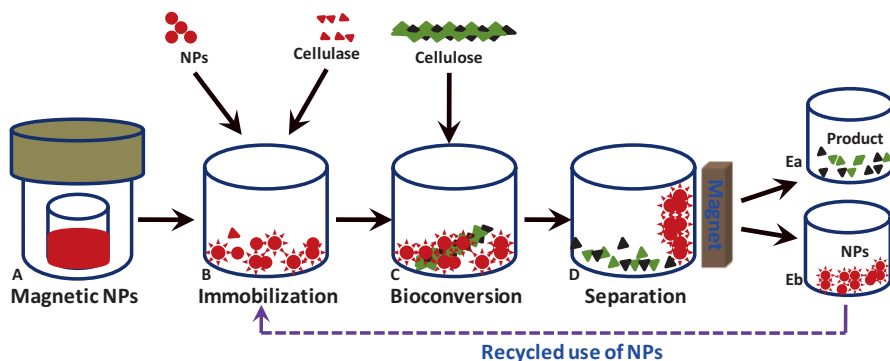 NPs
Cellulase
Cellulose
A
Magnetic NPs
B
Immobilization
C
Bioconversion
D
Separation
Magnet
Ea
Product
Eb
NPs
Recycled use of NPs